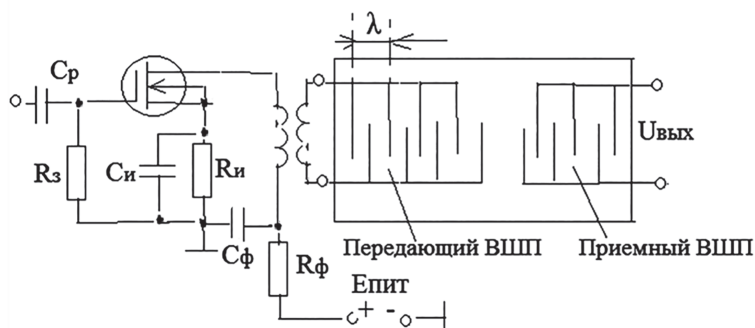 λ
Cр
Rз
Cи
Rи
Cф
Rф
Uвых
Передающий ВШП
Приемный ВШП
Епит
+ -